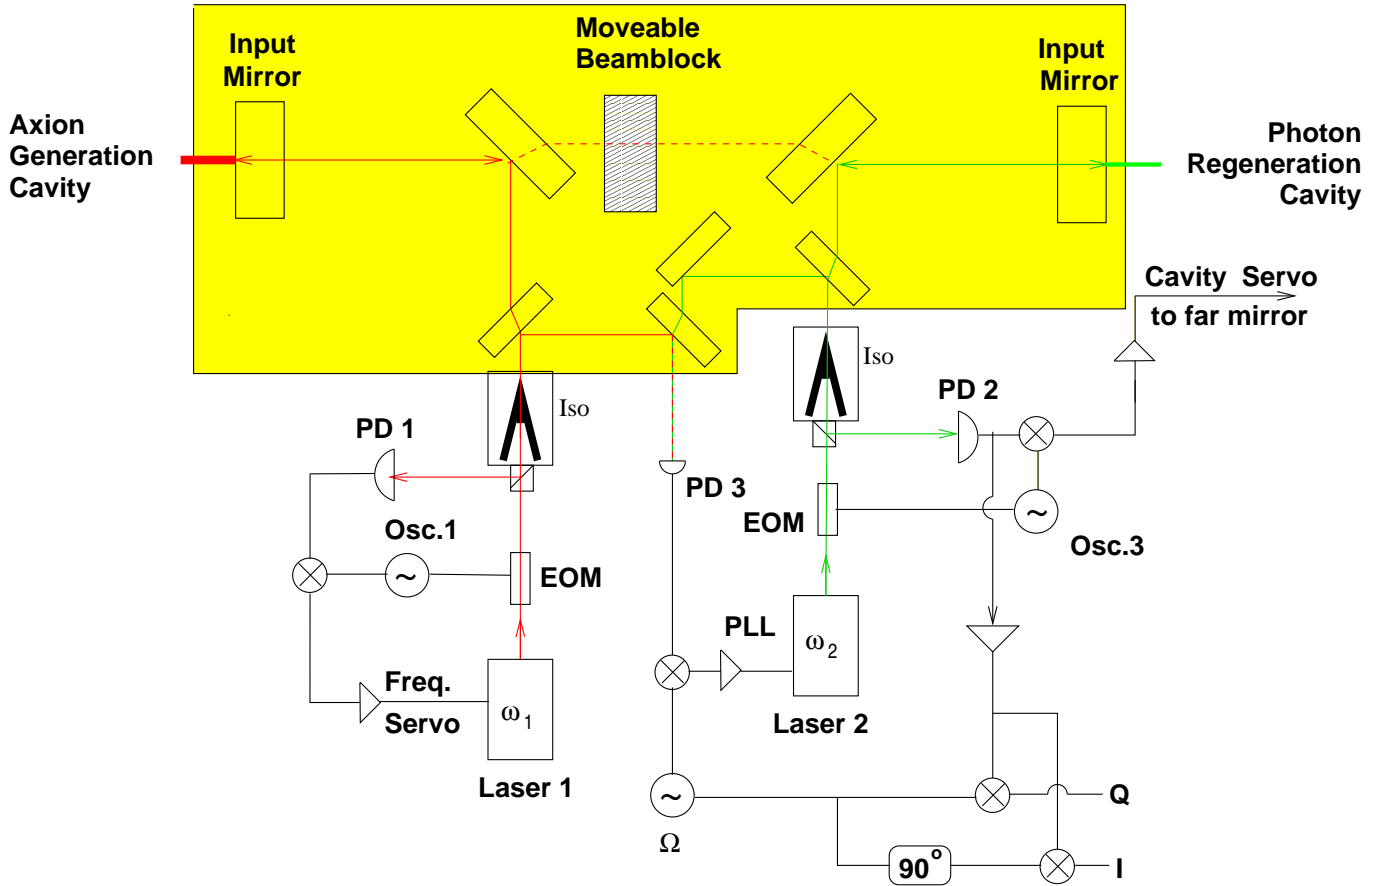 Moveable
Beamblock
Input
Mirror
Input
Mirror
Axion
Generation
Cavity
Photon
Regeneration
Cavity
Cavity Servo
to far mirror
Iso
Iso
PD 1
PD 2
PD 3
Osc.1
EOM
EOM
Osc.3
~
~
PLL
ω2
Freq.
Servo
ω1
Laser 2
Laser 1
~
Ω
Q
90°
I